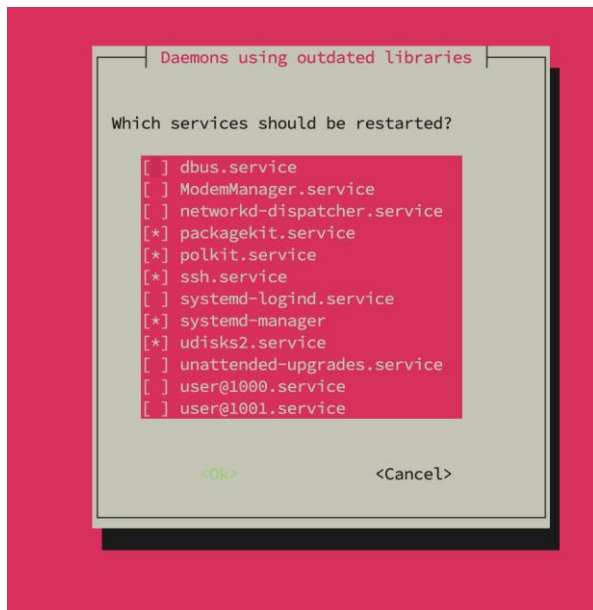 Daemons using outdated libraries
Which services should be restarted?
[ ] dbus.service
[ ] ModemManager.service
[ ] networkd-dispatcher.service
[*] packagekit.service
[*] polkit.service
[*] ssh.service
[ ] systemd-logind.service
[*] systemd-manager
[*] udisks2.service
[ ] unattended-upgrades.service
[ ] user@1000.service
[ ] user@1001.service
<Ok> <Cancel>